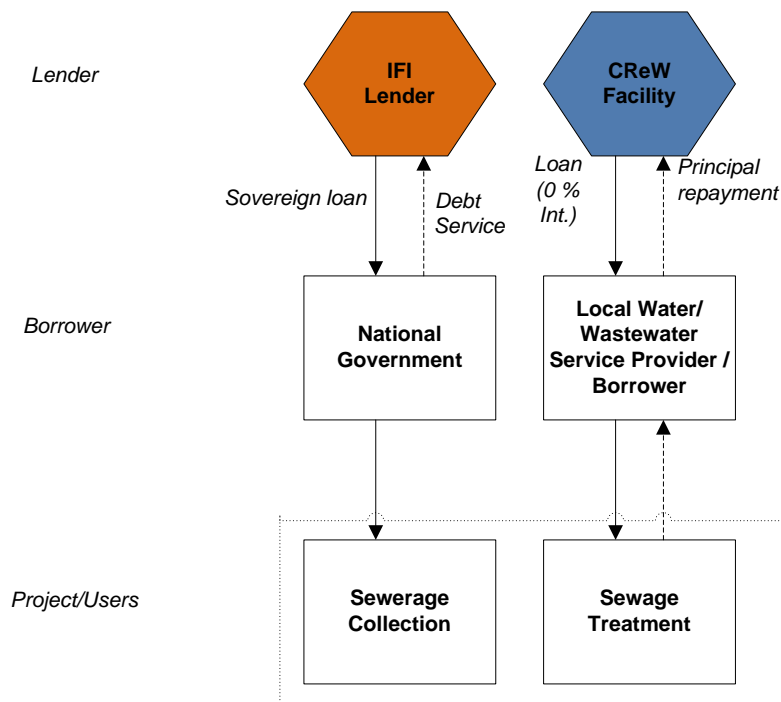 Lender
IFI
Lender
CReW
Facility
Sovereign loan
Debt
Service
Loan
(0 %
Int.)
Principal
repayment
Borrower
National
Government
Local Water/
Wastewater
Service Provider /
Borrower
Project/Users
Sewerage
Collection
Sewage
Treatment